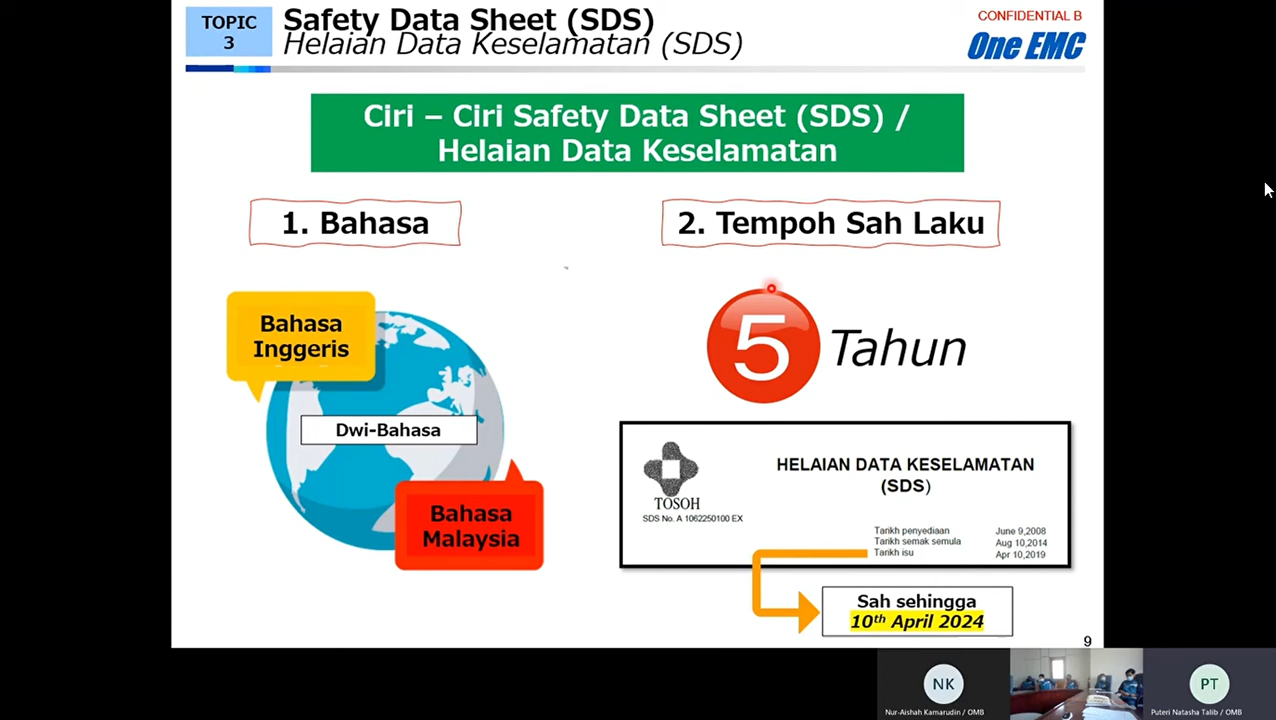 TOPIC
3
Safety Data Sheet (SDS)
Helaian Data Keselamatan (SDS)
CONFIDENTIAL B
One EMC
Ciri – Ciri Safety Data Sheet (SDS) /
Helaian Data Keselamatan
1. Bahasa
2. Tempoh Sah Laku
Bahasa
Inggeris
Dwi-Bahasa
Bahasa
Malaysia
5 Tahun
TOSOH
SDS No. A 1062250100 EX
HELAIAN DATA KESELAMATAN
(SDS)
Tarikh penyediaan June 9,2008
Tarikh semak semula Aug 10,2014
Tarikh isu Apr 10,2019
Sah sehingga
10th April 2024
9
NK
Nur-Aishah Kamarudin / OMB
PT
Puteri Natasha Talib / OMB